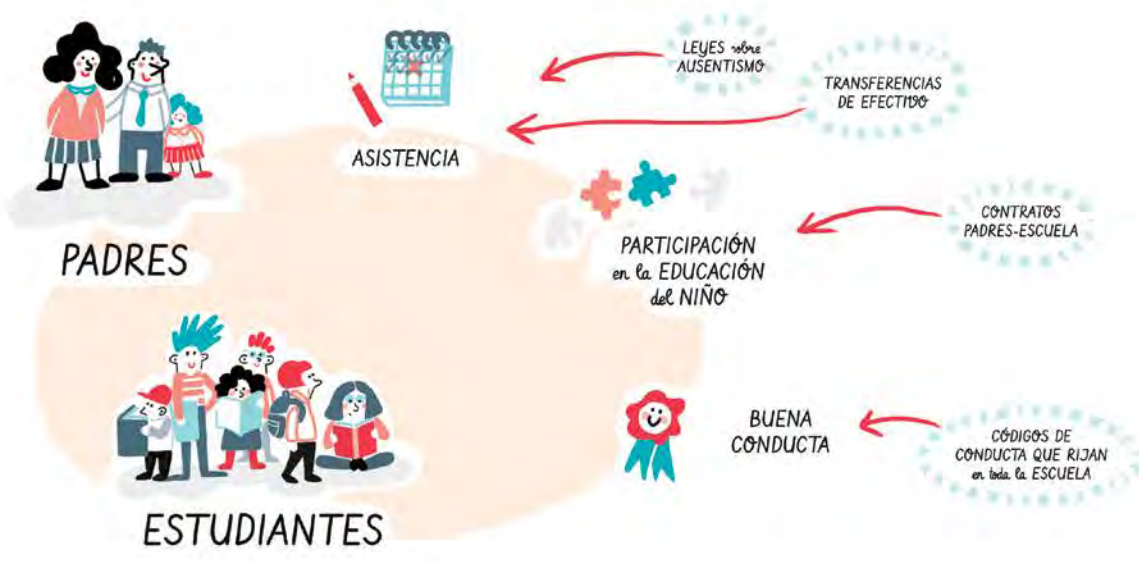 LEYES sobre
AUSENTISMO
TRANSFERENCIAS
DE EFECTIVO
ASISTENCIA
CONTRATOS
PADRES-ESCUELA
PADRES
PARTICIPACIÓN
en la EDUCACIÓN
del NIÑO
BUENA
CONDUCTA
CÓDIGOS DE
CONDUCTA QUE RIJAN
en toda la ESCUELA
ESTUDIANTES